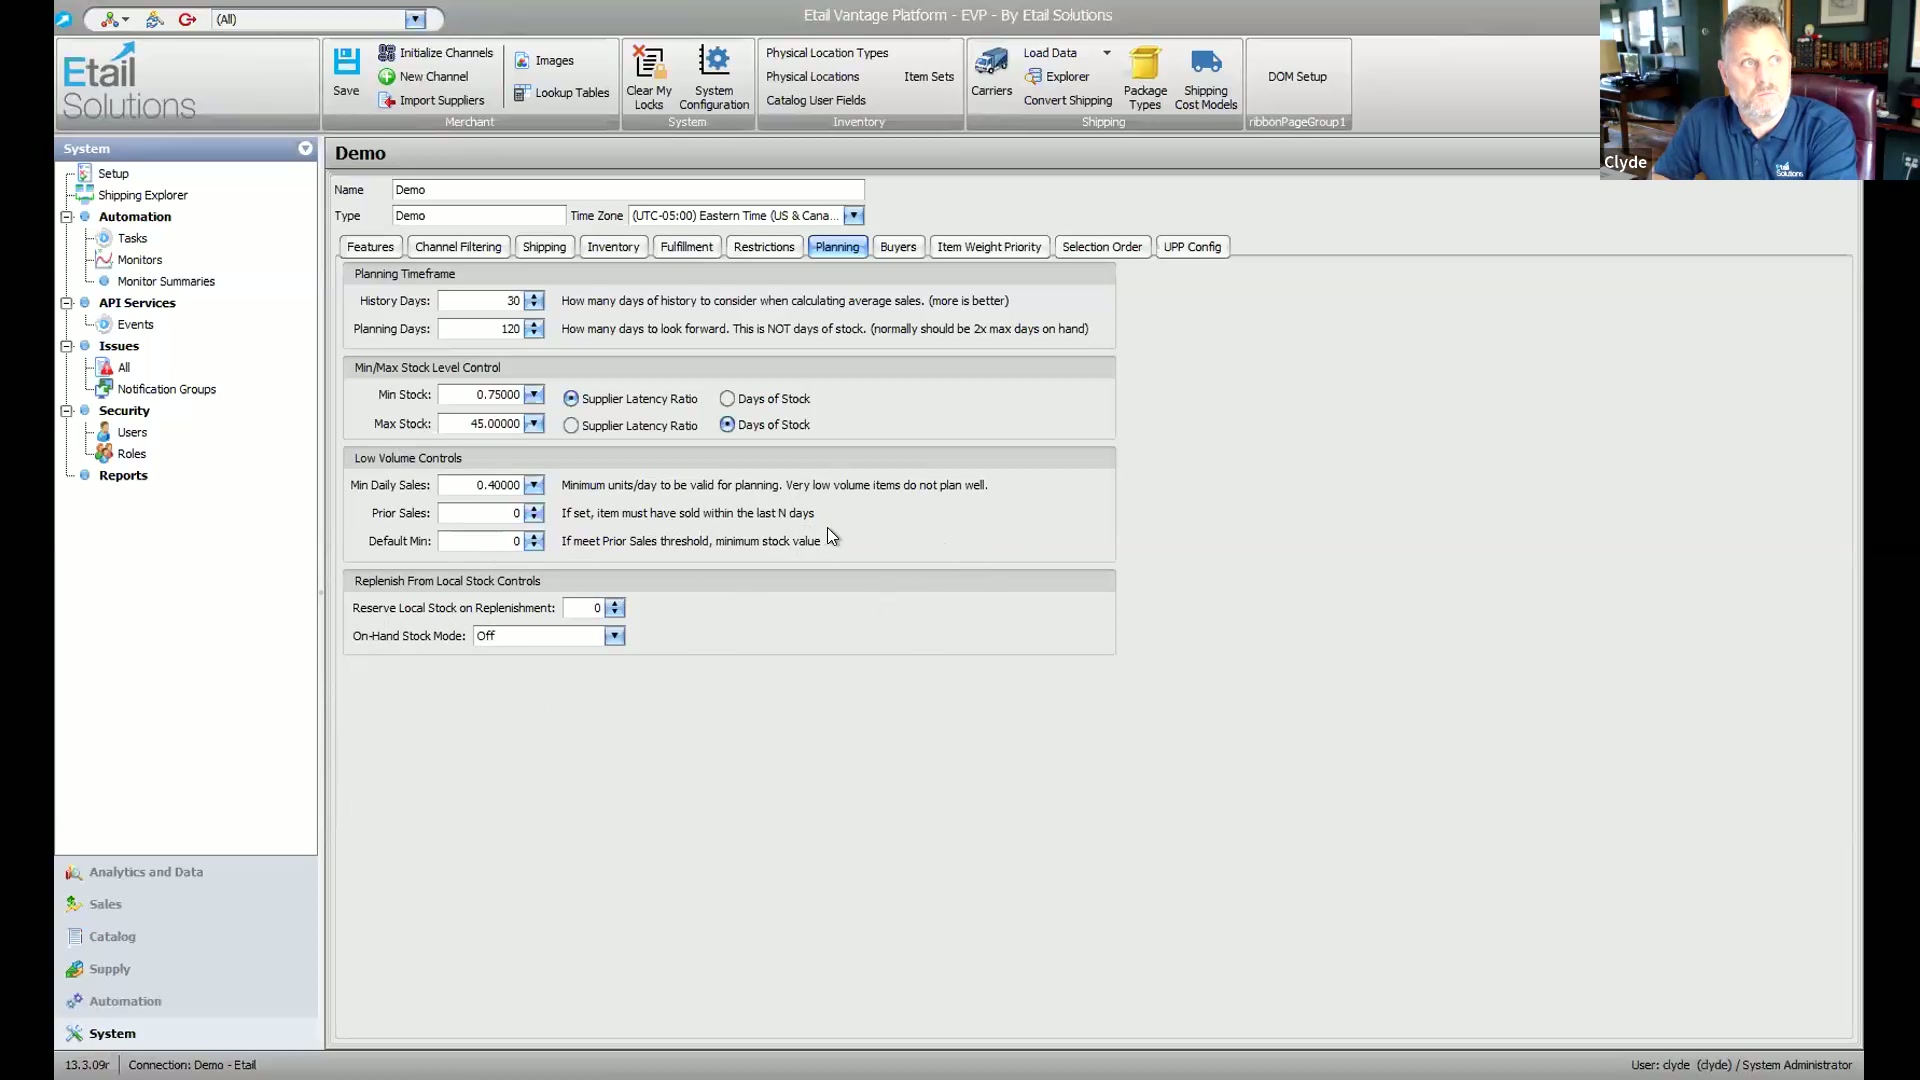 (All)
Etail Vantage Platform - EVP - By Etail Solutions
Etail
Solutions
Save
Initialize Channels
New Channel
Import Suppliers
Images
Lookup Tables
Merchant
Clear My
Locks
System
Configuration
System
Physical Location Types
Physical Locations
Item Sets
Catalog User Fields
Inventory
Carriers
Load Data
Explorer
Convert Shipping
Package
Types
Shipping
Cost Models
Shipping
DOM Setup
ribbonPageGroup1
Clyde
Etail
Solutions
System
Setup
Shipping Explorer
Automation
Tasks
Monitors
Monitor Summaries
API Services
Events
Issues
All
Notification Groups
Security
Users
Roles
Reports
Analytics and Data
Sales
Catalog
Supply
Automation
System
Demo
Name Demo
Type Demo Time Zone (UTC-05:00) Eastern Time (US & Cana...
Features Channel Filtering Shipping Inventory Fulfillment Restrictions Planning Buyers Item Weight Priority Selection Order UPP Config
Planning Timeframe
History Days: 30 How many days of history to consider when calculating average sales. (more is better)
Planning Days: 120 How many days to look forward. This is NOT days of stock. (normally should be 2x max days on hand)
Min/Max Stock Level Control
Min Stock: 0.75000 Supplier Latency Ratio Days of Stock
Max Stock: 45.00000 Supplier Latency Ratio Days of Stock
Low Volume Controls
Min Daily Sales: 0.40000 Minimum units/day to be valid for planning. Very low volume items do not plan well.
Prior Sales: 0 If set, item must have sold within the last N days
Default Min: 0 If meet Prior Sales threshold, minimum stock value
Replenish From Local Stock Controls
Reserve Local Stock on Replenishment: 0
On-Hand Stock Mode: Off
13.3.09r Connection: Demo - Etail
User: clyde (clyde) / System Administrator